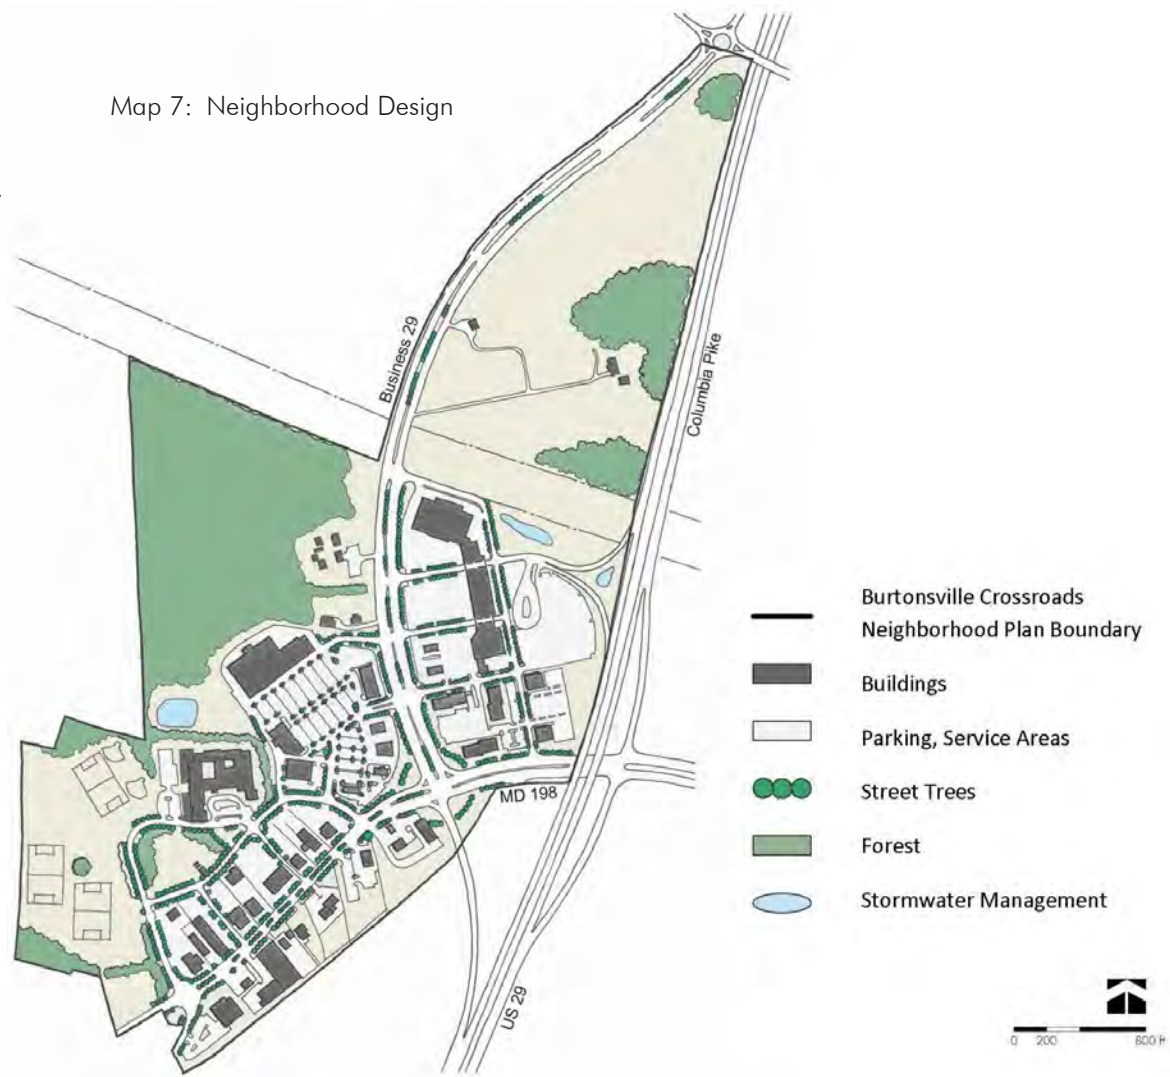 Map 7: Neighborhood Design
Business 29
Columbia Pike
MD 198
US 29
Burtonsville Crossroads
Neighborhood Plan Boundary
Buildings
Parking, Service Areas
Street Trees
Forest
Stormwater Management
0 200